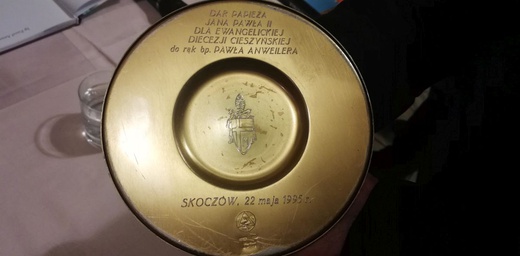 DAR PAPIEŻA
JANA PAWŁA II
DLA EWANGELICKIEJ
DIECEZJI CIESZYŃSKIEJ
do rąk bp. PAWŁA ANWEILERA
SKOCZÓW, 22 maja 1995 r.